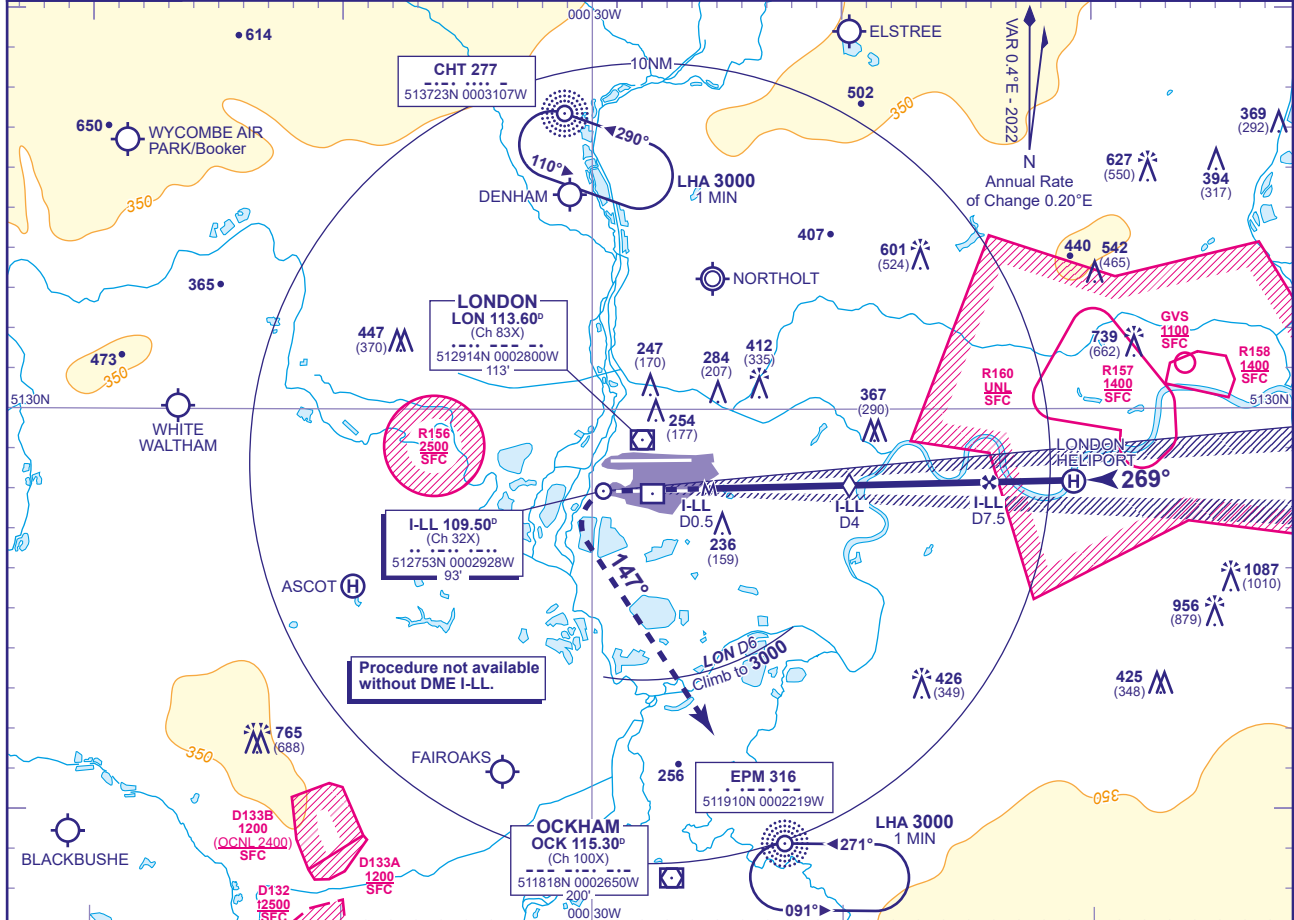 000 30W
614
ELSTREE
VAR 0.4°E - 2022
10NM
CHT 277
513723N 0003107W
502
350
650
WYCOMBE AIR
PARK/Booker
290°
369
(292)
627
(550)
394
(317)
N
Annual Rate
of Change 0.20°E
110°
LHA 3000
1 MIN
DENHAM
350
407
601
(524)
440
542
(465)
365
NORTHOLT
LONDON
LON 113.60ᴰ
(Ch 83X)
512914N 0002800W
113'
447
(370)
247
(170)
284
(207)
412
(335)
739
(662)
GVS
1100
SFC
R158
1400
SFC
R160
UNL
SFC
R157
1400
SFC
473
350
5130N
5130N
WHITE
WALTHAM
R156
2500
SFC
254
(177)
367
(290)
LONDON
HELIPORT
H
269°
I-LL
D0.5
I-LL
D4
I-LL
D7.5
I-LL 109.50ᴰ
(Ch 32X)
512753N 0002928W
93'
236
(159)
147°
ASCOT
H
1087
(1010)
956
(879)
LON D6
Climb to 3000
Procedure not available
without DME I-LL.
426
(349)
425
(348)
765
(688)
350
FAIROAKS
256
EPM 316
511910N 0002219W
350
D133B
1200
(OCNL 2400)
SFC
BLACKBUSHE
OCKHAM
OCK 115.30ᴰ
(Ch 100X)
511818N 0002650W
200'
LHA 3000
1 MIN
271°
D133A
1200
SFC
D132
12500
SFC
091°
000 30W